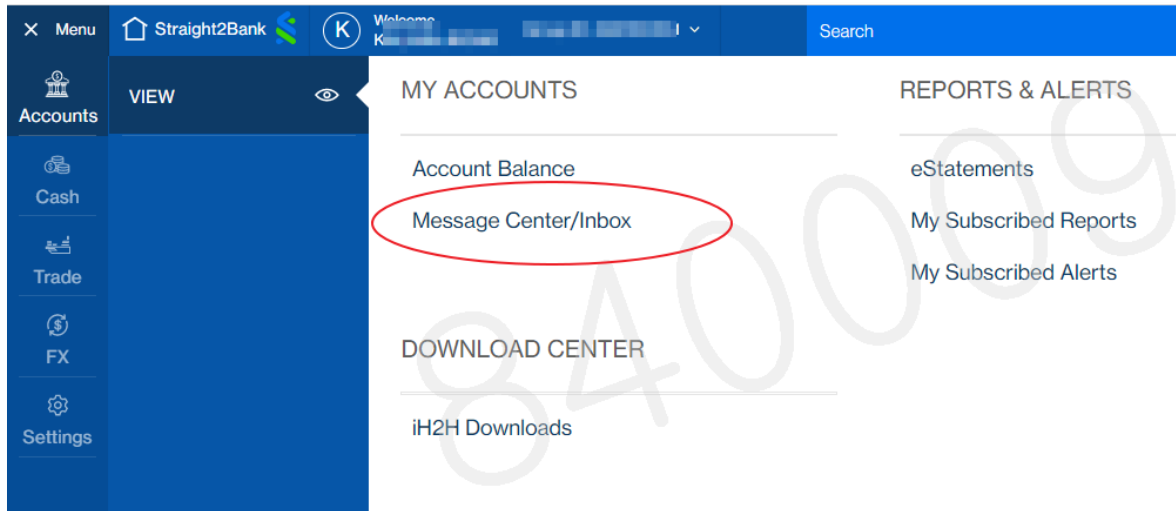 Menu
Straight2Bank
K
Welcome
Search
Accounts
Cash
Trade
FX
Settings
VIEW
MY ACCOUNTS
Account Balance
Message Center/Inbox
DOWNLOAD CENTER
iH2H Downloads
REPORTS & ALERTS
eStatements
My Subscribed Reports
My Subscribed Alerts
840009